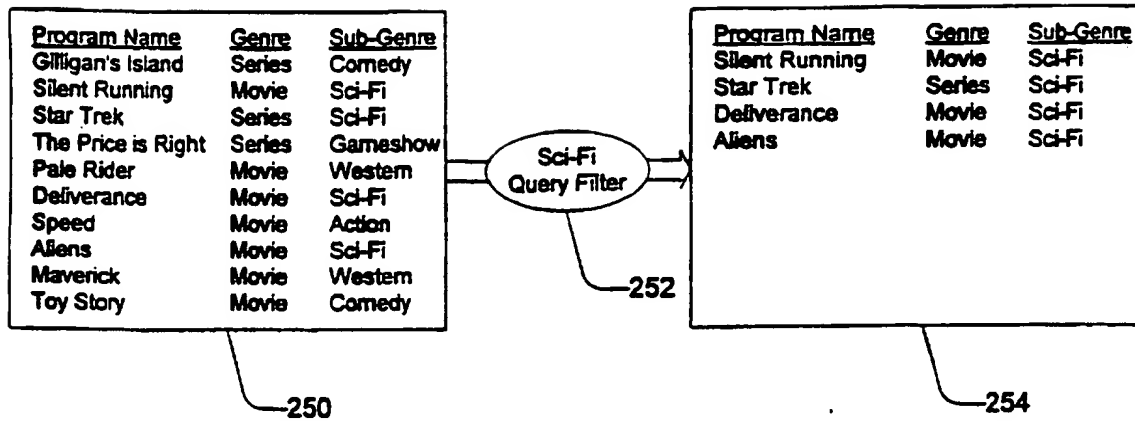 Program Name Genre Sub-Genre
Gilligan's Island Series Comedy
Silent Running Movie Sci-Fi
Star Trek Series Sci-Fi
The Price is Right Series Gameshow
Pale Rider Movie Western
Deliverance Movie Sci-Fi
Speed Movie Action
Aliens Movie Sci-Fi
Maverick Movie Western
Toy Story Movie Comedy
250
Sci-Fi
Query Filter
252
Program Name Genre Sub-Genre
Silent Running Movie Sci-Fi
Star Trek Series Sci-Fi
Deliverance Movie Sci-Fi
Aliens Movie Sci-Fi
254